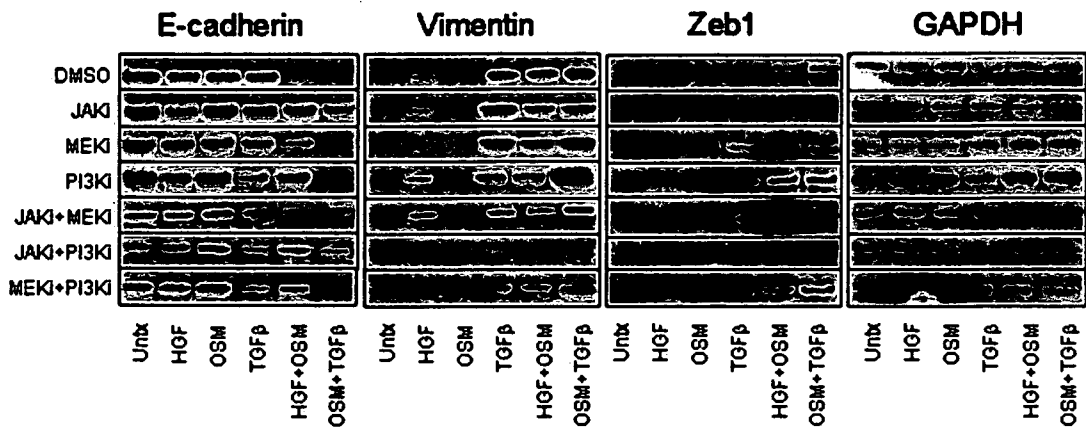 E-cadherin Vimentin Zeb1 GAPDH
DMSO
JAKi
MEKi
PI3Ki
JAKi+MEKi
JAKi+PI3Ki
MEKi+PI3Ki
Untx HGF OSM TGFβ HGF+OSM OSM+TGFβ Untx HGF OSM TGFβ HGF+OSM OSM+TGFβ Untx HGF OSM TGFβ HGF+OSM OSM+TGFβ Untx HGF OSM TGFβ HGF+OSM OSM+TGFβ